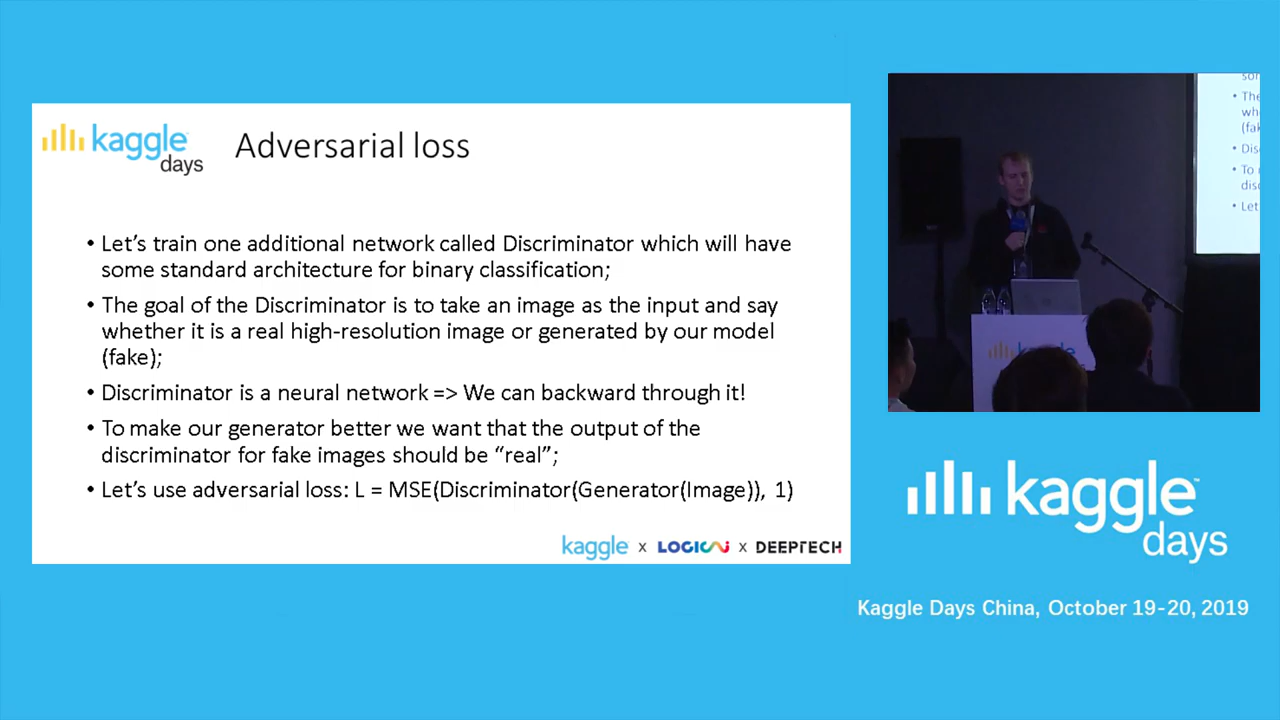 kaggle
days
Adversarial loss
• Let’s train one additional network called Discriminator which will have
some standard architecture for binary classification;
• The goal of the Discriminator is to take an image as the input and say
whether it is a real high-resolution image or generated by our model
(fake);
• Discriminator is a neural network => We can backward through it!
• To make our generator better we want that the output of the
discriminator for fake images should be “real”;
• Let’s use adversarial loss: L = MSE(Discriminator(Generator(Image)), 1)
kaggle x LOGICAI x DEEPTECH
• The
(fak
• To
• Let
kaggle
kaggle
days
Kaggle Days China, October 19-20, 2019